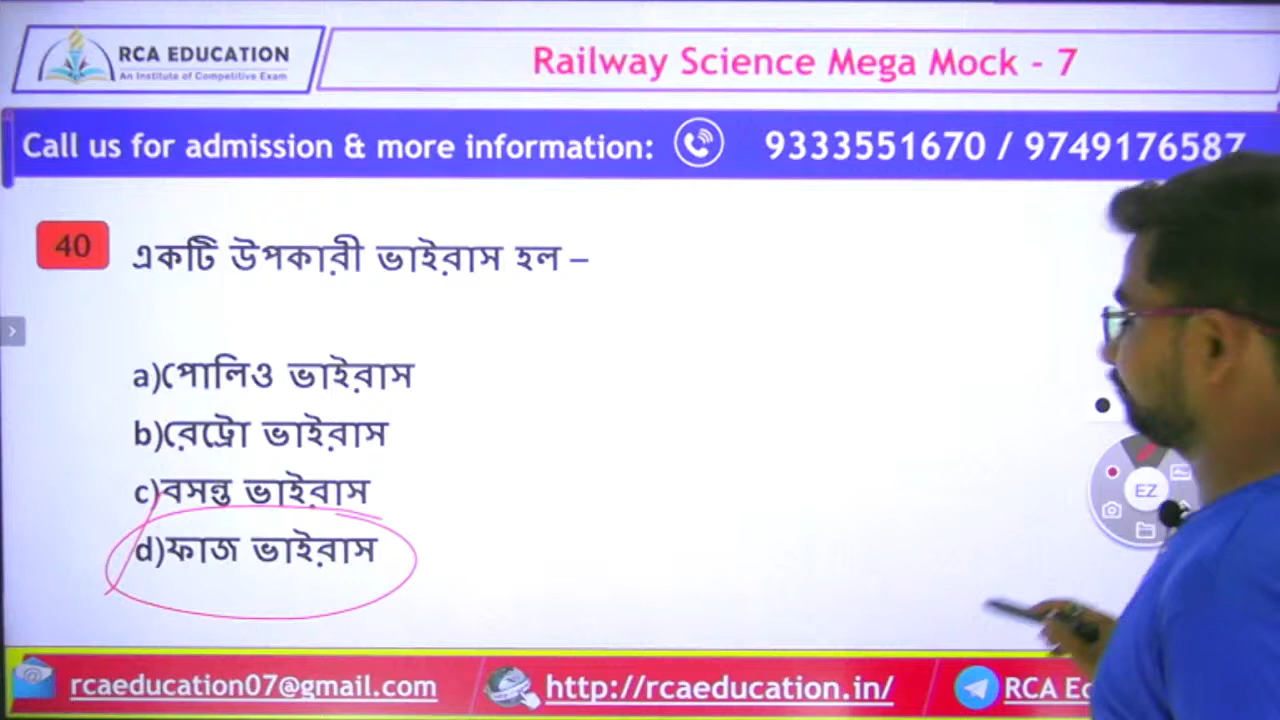 RCA EDUCATION
An Institute of Competitive Exam
Railway Science Mega Mock - 7
Call us for admission & more information: 9333551670 / 9749176587
40 একটি উপকারী ভাইরাস হল –
a)পোলিও ভাইরাস
b)রেট্রো ভাইরাস
c)বসন্ত ভাইরাস
d)ফাজ ভাইরাস
EZ
rcaeducation07@gmail.com http://rcaeducation.in/ RCA